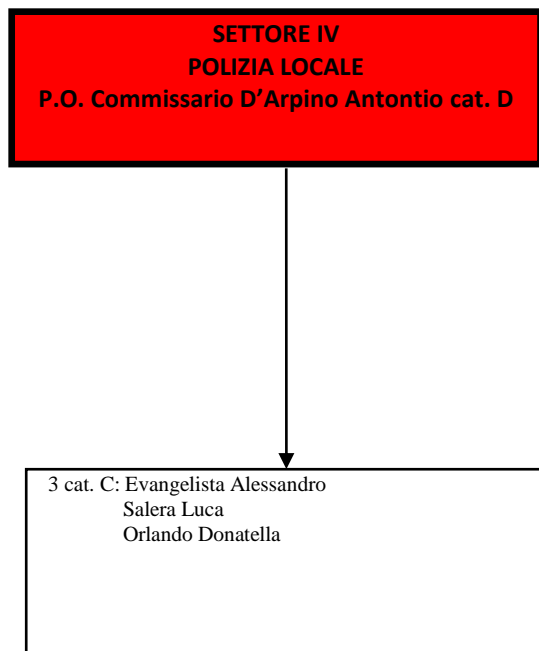 SETTORE IV
POLIZIA LOCALE
P.O. Commissario D’Arpino Antontio cat. D
3 cat. C: Evangelista Alessandro
Salera Luca
Orlando Donatella